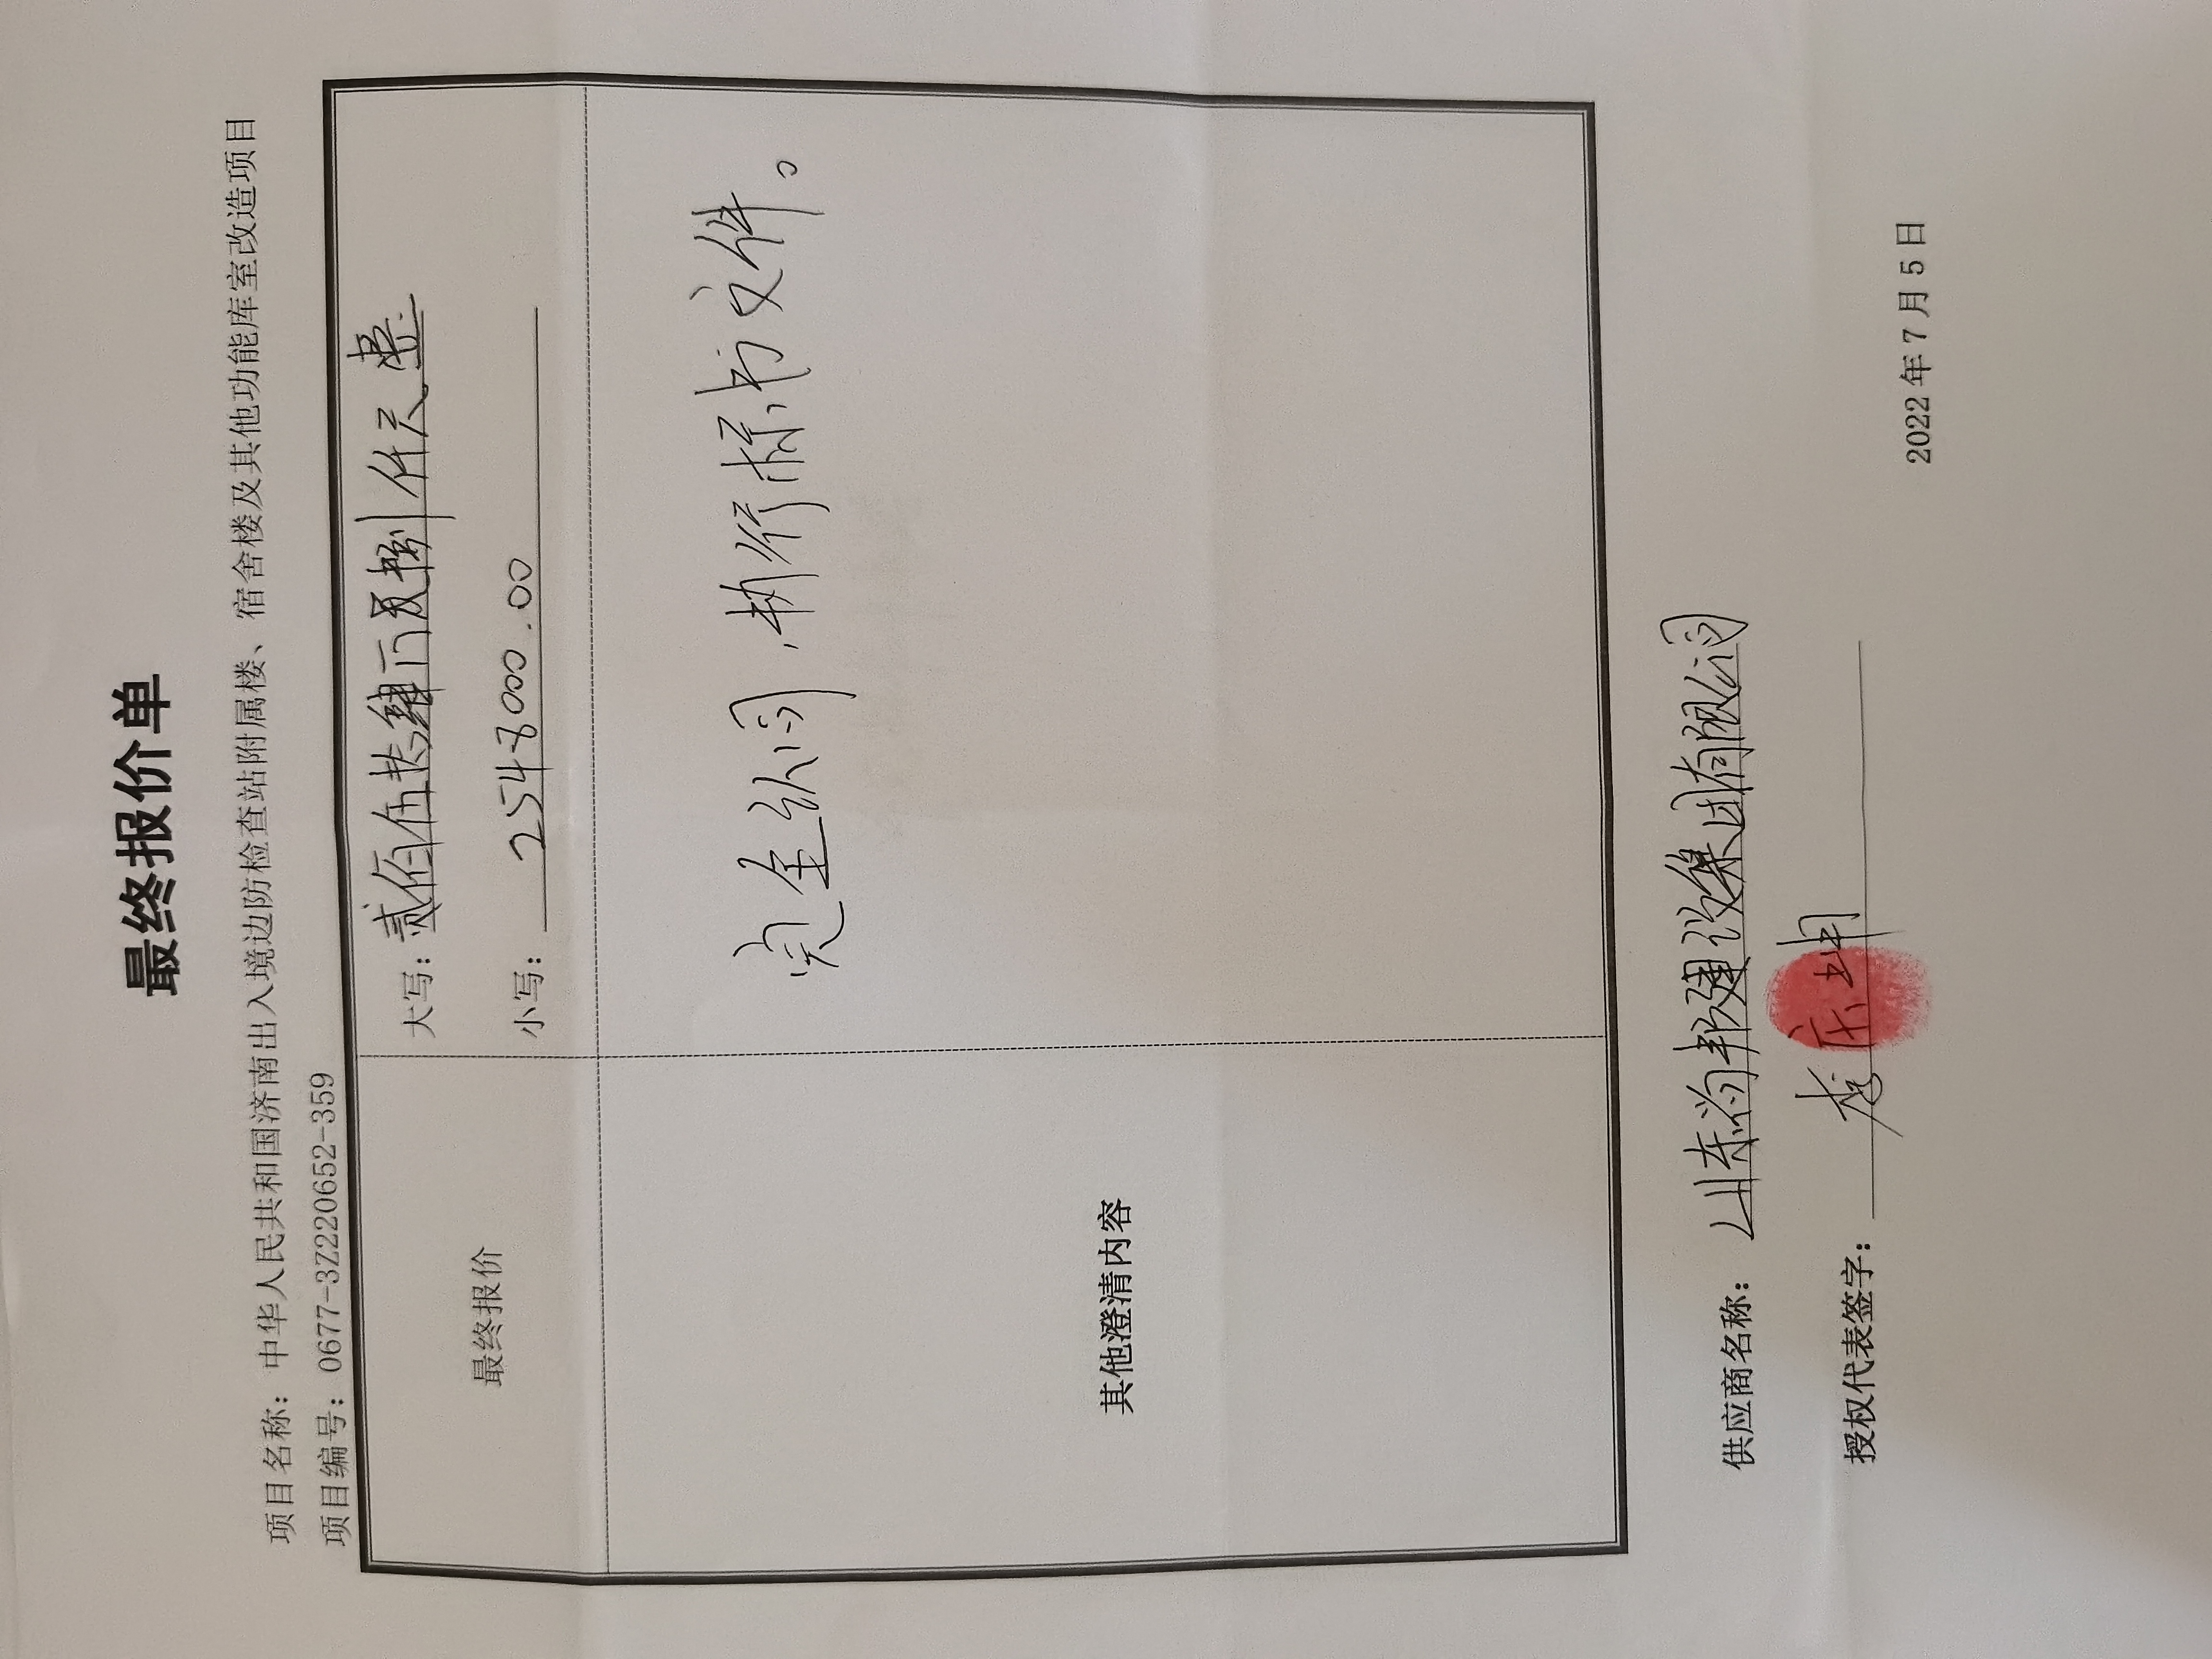 最终报价单
项目名称：中华人民共和国济南出入境边防检查站附属楼、宿舍楼及其他功能库室改造项目
项目编号：0677-3Z220652-359
最终报价
大写：贰佰伍拾肆万捌仟元整
小写：2548000.00
其他澄清内容
完全认同，执行标书文件。
供应商名称：山东 邦建设集团有限公司
授权代表签字：李 坤
2022年7月5日